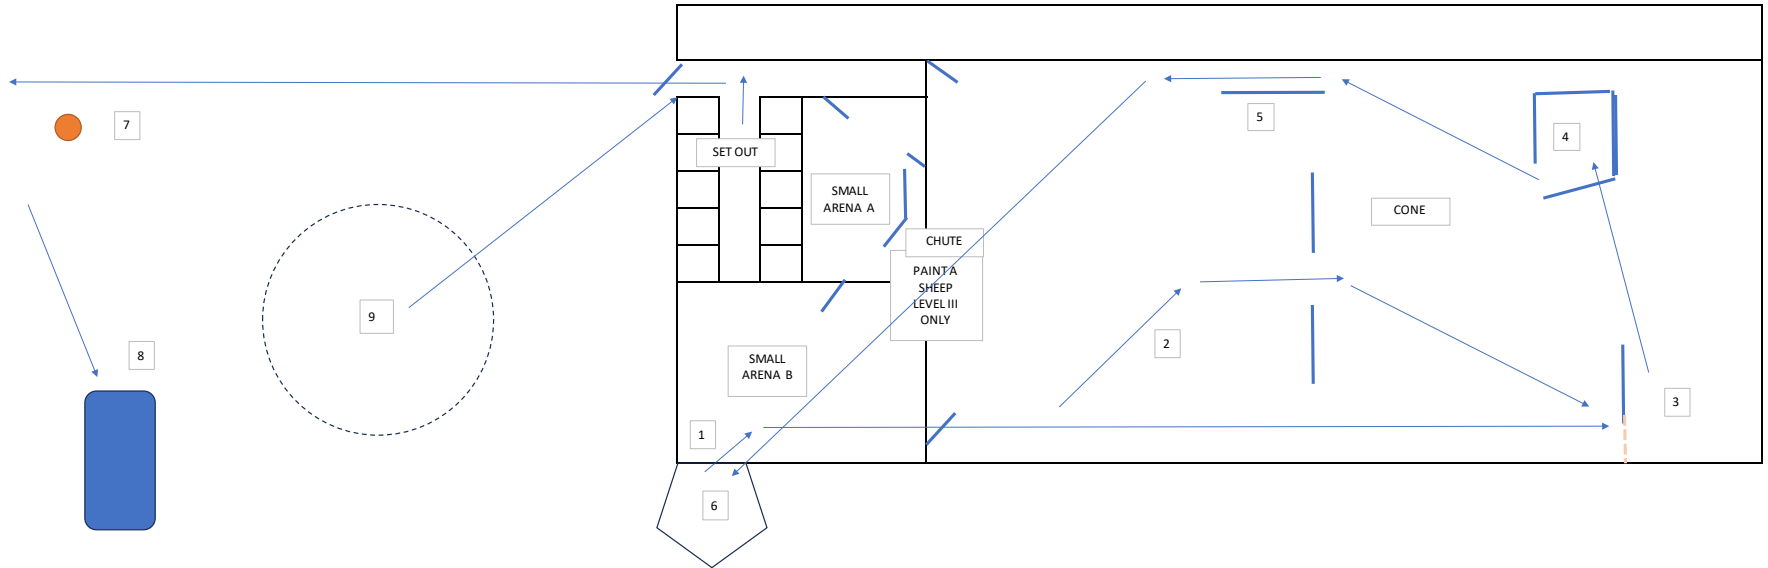 7
5
4
SET OUT
SMALL
ARENA A
CONE
CHUTE
PAINT A
SHEEP
LEVEL III
ONLY
9
2
8
SMALL
ARENA B
3
1
6